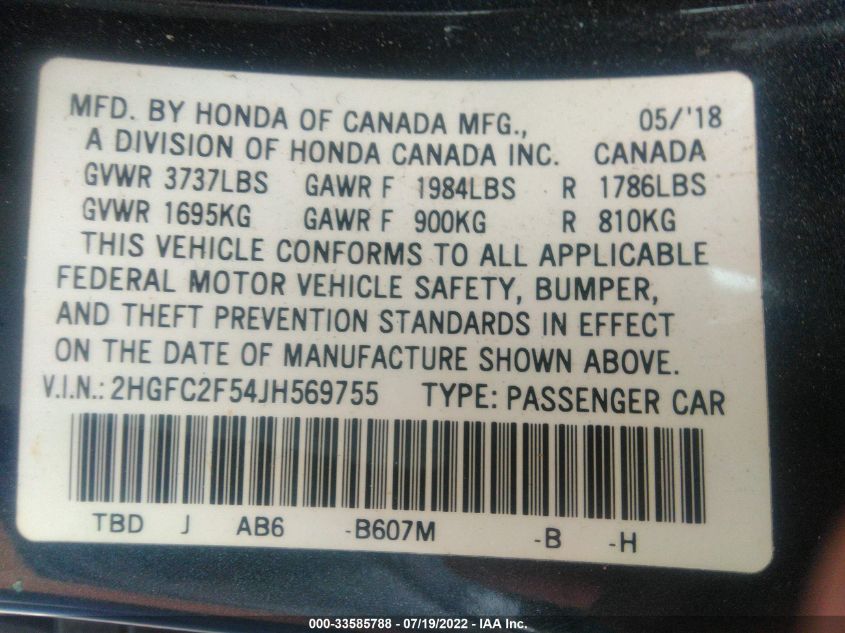 MFD. BY HONDA OF CANADA MFG., 05/'18
A DIVISION OF HONDA CANADA INC. CANADA
GVWR 3737LBS GAWR F 1984LBS R 1786LBS
GVWR 1695KG GAWR F 900KG R 810KG
THIS VEHICLE CONFORMS TO ALL APPLICABLE
FEDERAL MOTOR VEHICLE SAFETY, BUMPER,
AND THEFT PREVENTION STANDARDS IN EFFECT
ON THE DATE OF MANUFACTURE SHOWN ABOVE.
V.I.N.: 2HGFC2F54JH569755 TYPE: PASSENGER CAR
TBD J AB6 -B607M -B -H
000-33585788 - 07/19/2022 - IAA Inc.